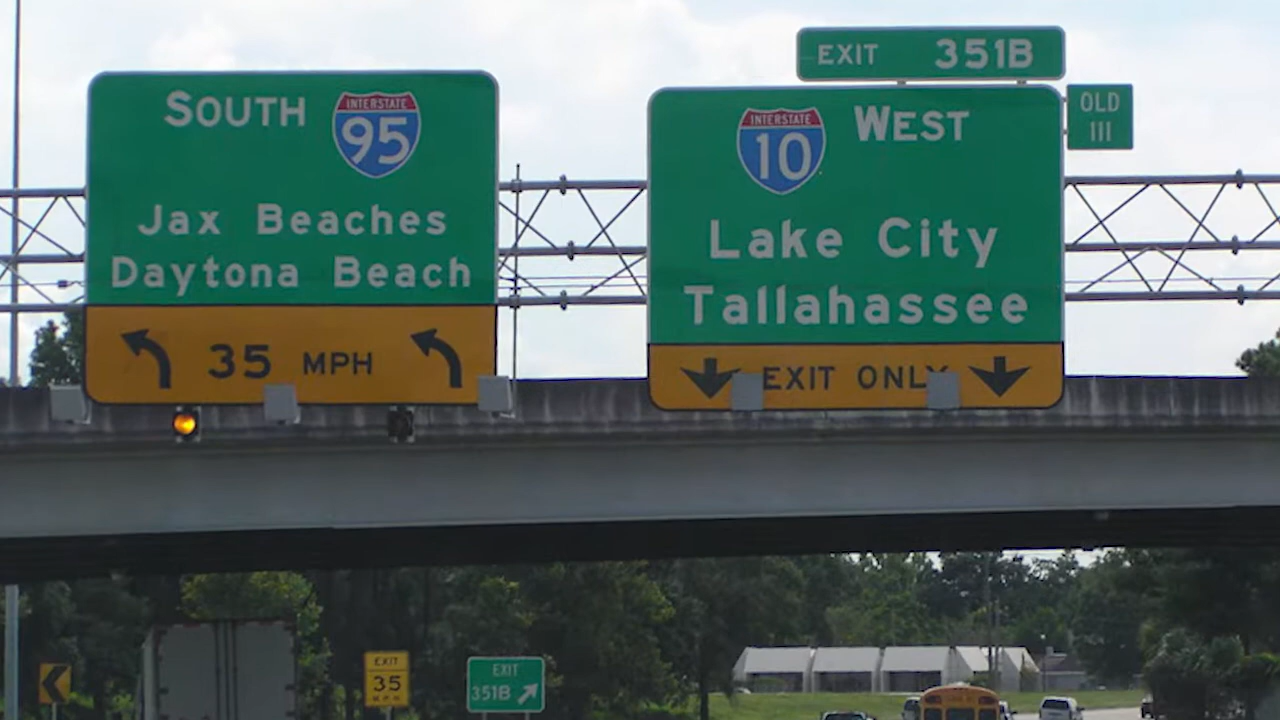 EXIT 351B
OLD
111
SOUTH INTERSTATE 95
Jax Beaches
Daytona Beach
35 MPH
INTERSTATE 10 WEST
Lake City
Tallahassee
EXIT ONLY
EXIT
35
M.P.H.
EXIT
351B